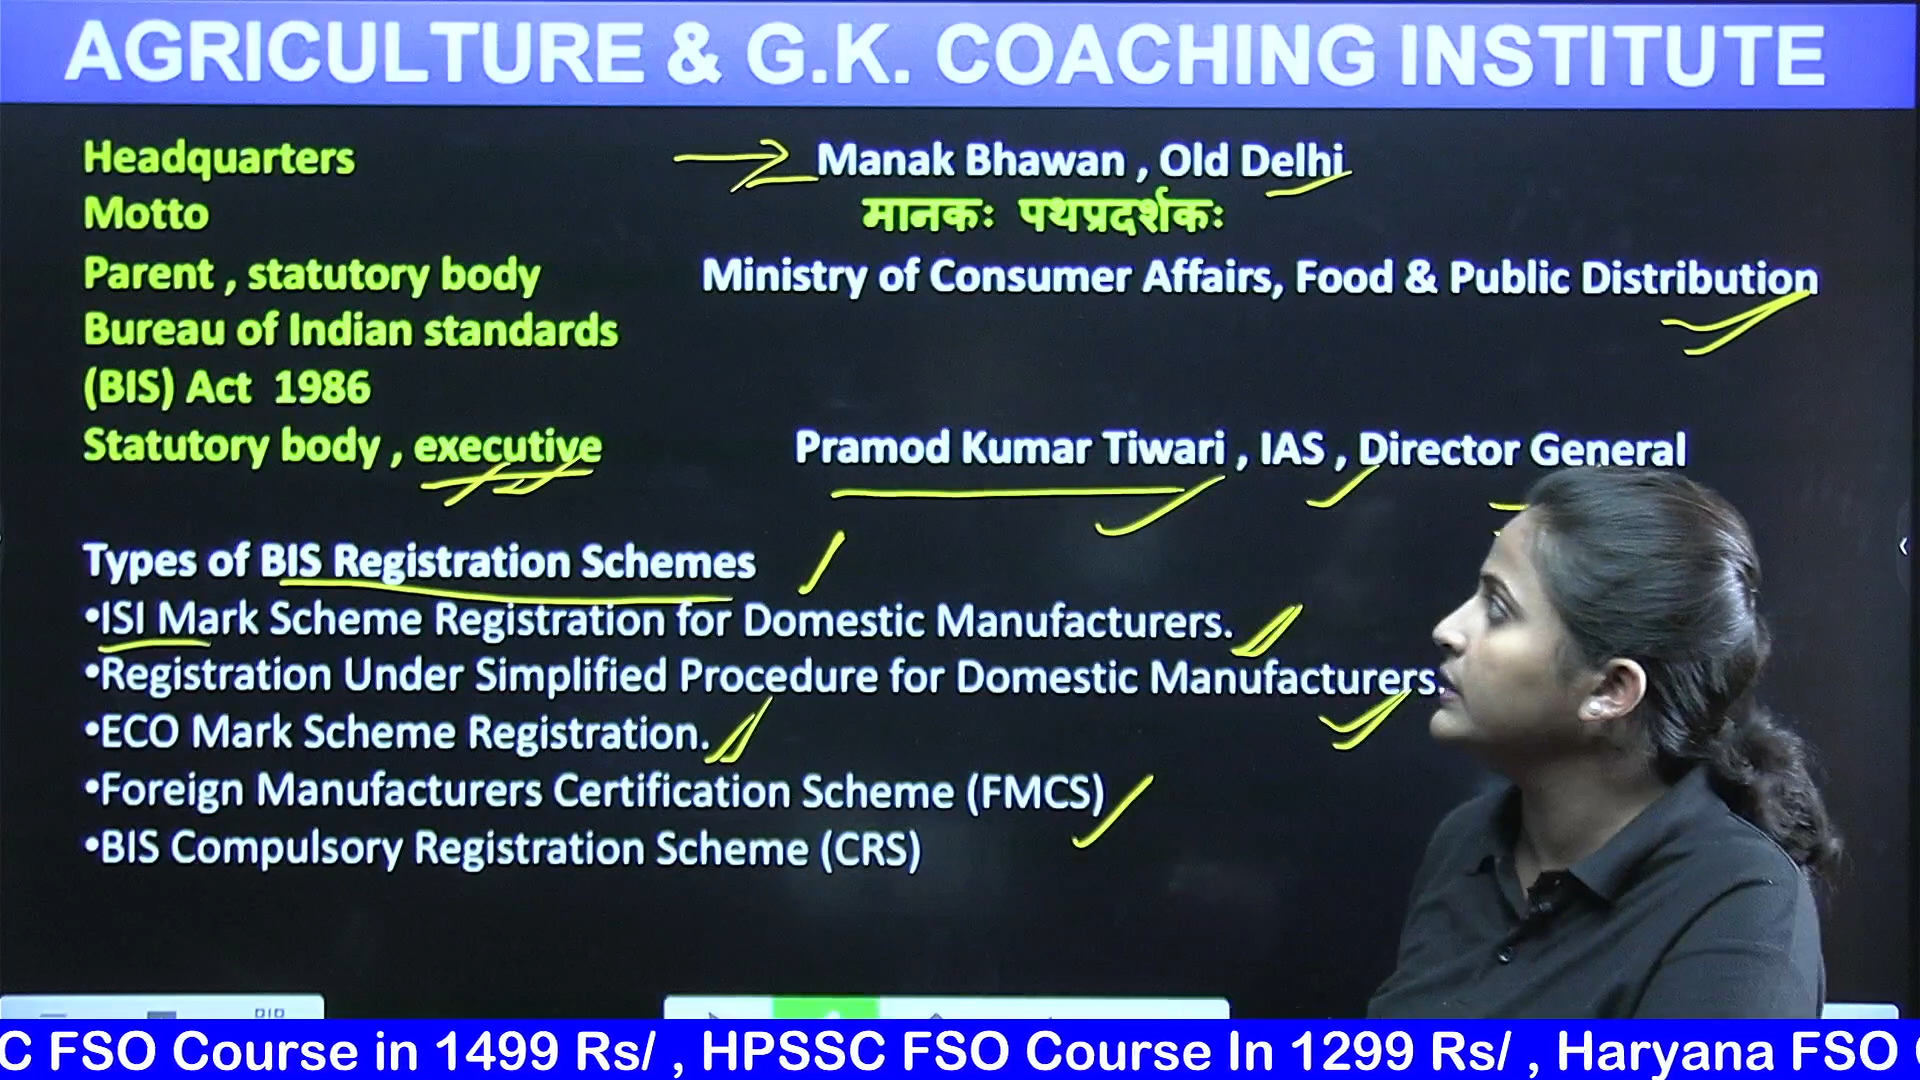 AGRICULTURE & G.K. COACHING INSTITUTE
Headquarters Manak Bhawan , Old Delhi
Motto मानकः पथप्रदर्शकः
Parent , statutory body Ministry of Consumer Affairs, Food & Public Distribution
Bureau of Indian standards
(BIS) Act 1986
Statutory body , executive Pramod Kumar Tiwari , IAS , Director General
Types of BIS Registration Schemes
•ISI Mark Scheme Registration for Domestic Manufacturers.
•Registration Under Simplified Procedure for Domestic Manufacturers.
•ECO Mark Scheme Registration.
•Foreign Manufacturers Certification Scheme (FMCS)
•BIS Compulsory Registration Scheme (CRS)
C FSO Course in 1499 Rs/ , HPSSC FSO Course In 1299 Rs/ , Haryana FSO